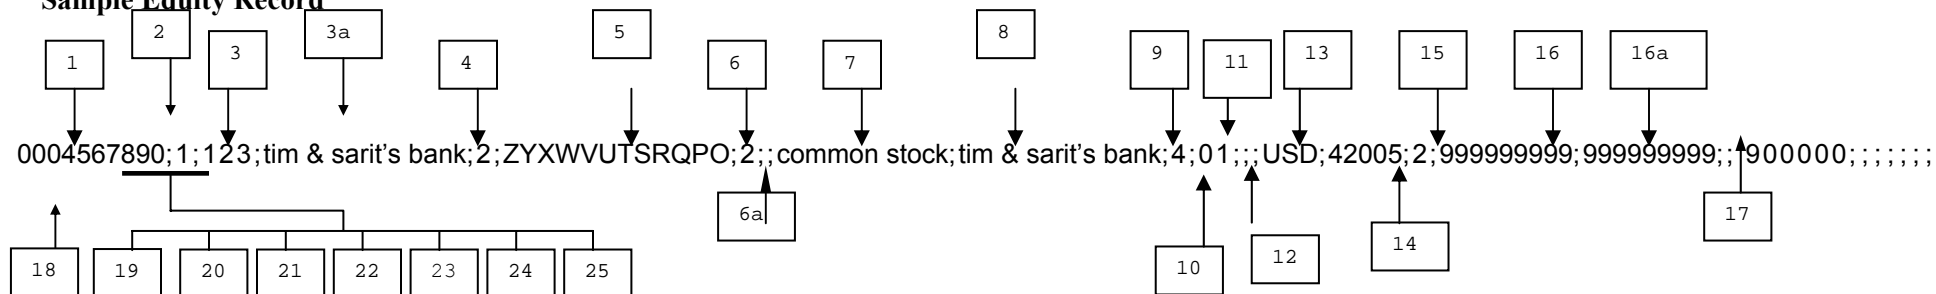 Sample Equity Record
2 3a 5 8
1 3 4 6 7 9 11 13 15 16 16a
0004567890;1;123;tim & sarit's bank;2;ZYXWVUTSRQPO;2;;common stock;tim & sarit's bank;4;01;;;USD;42005;2;999999999;999999999;;;900000;;;;;;;
6a 17
14
18 19 20 21 22 23 24 25 10 12